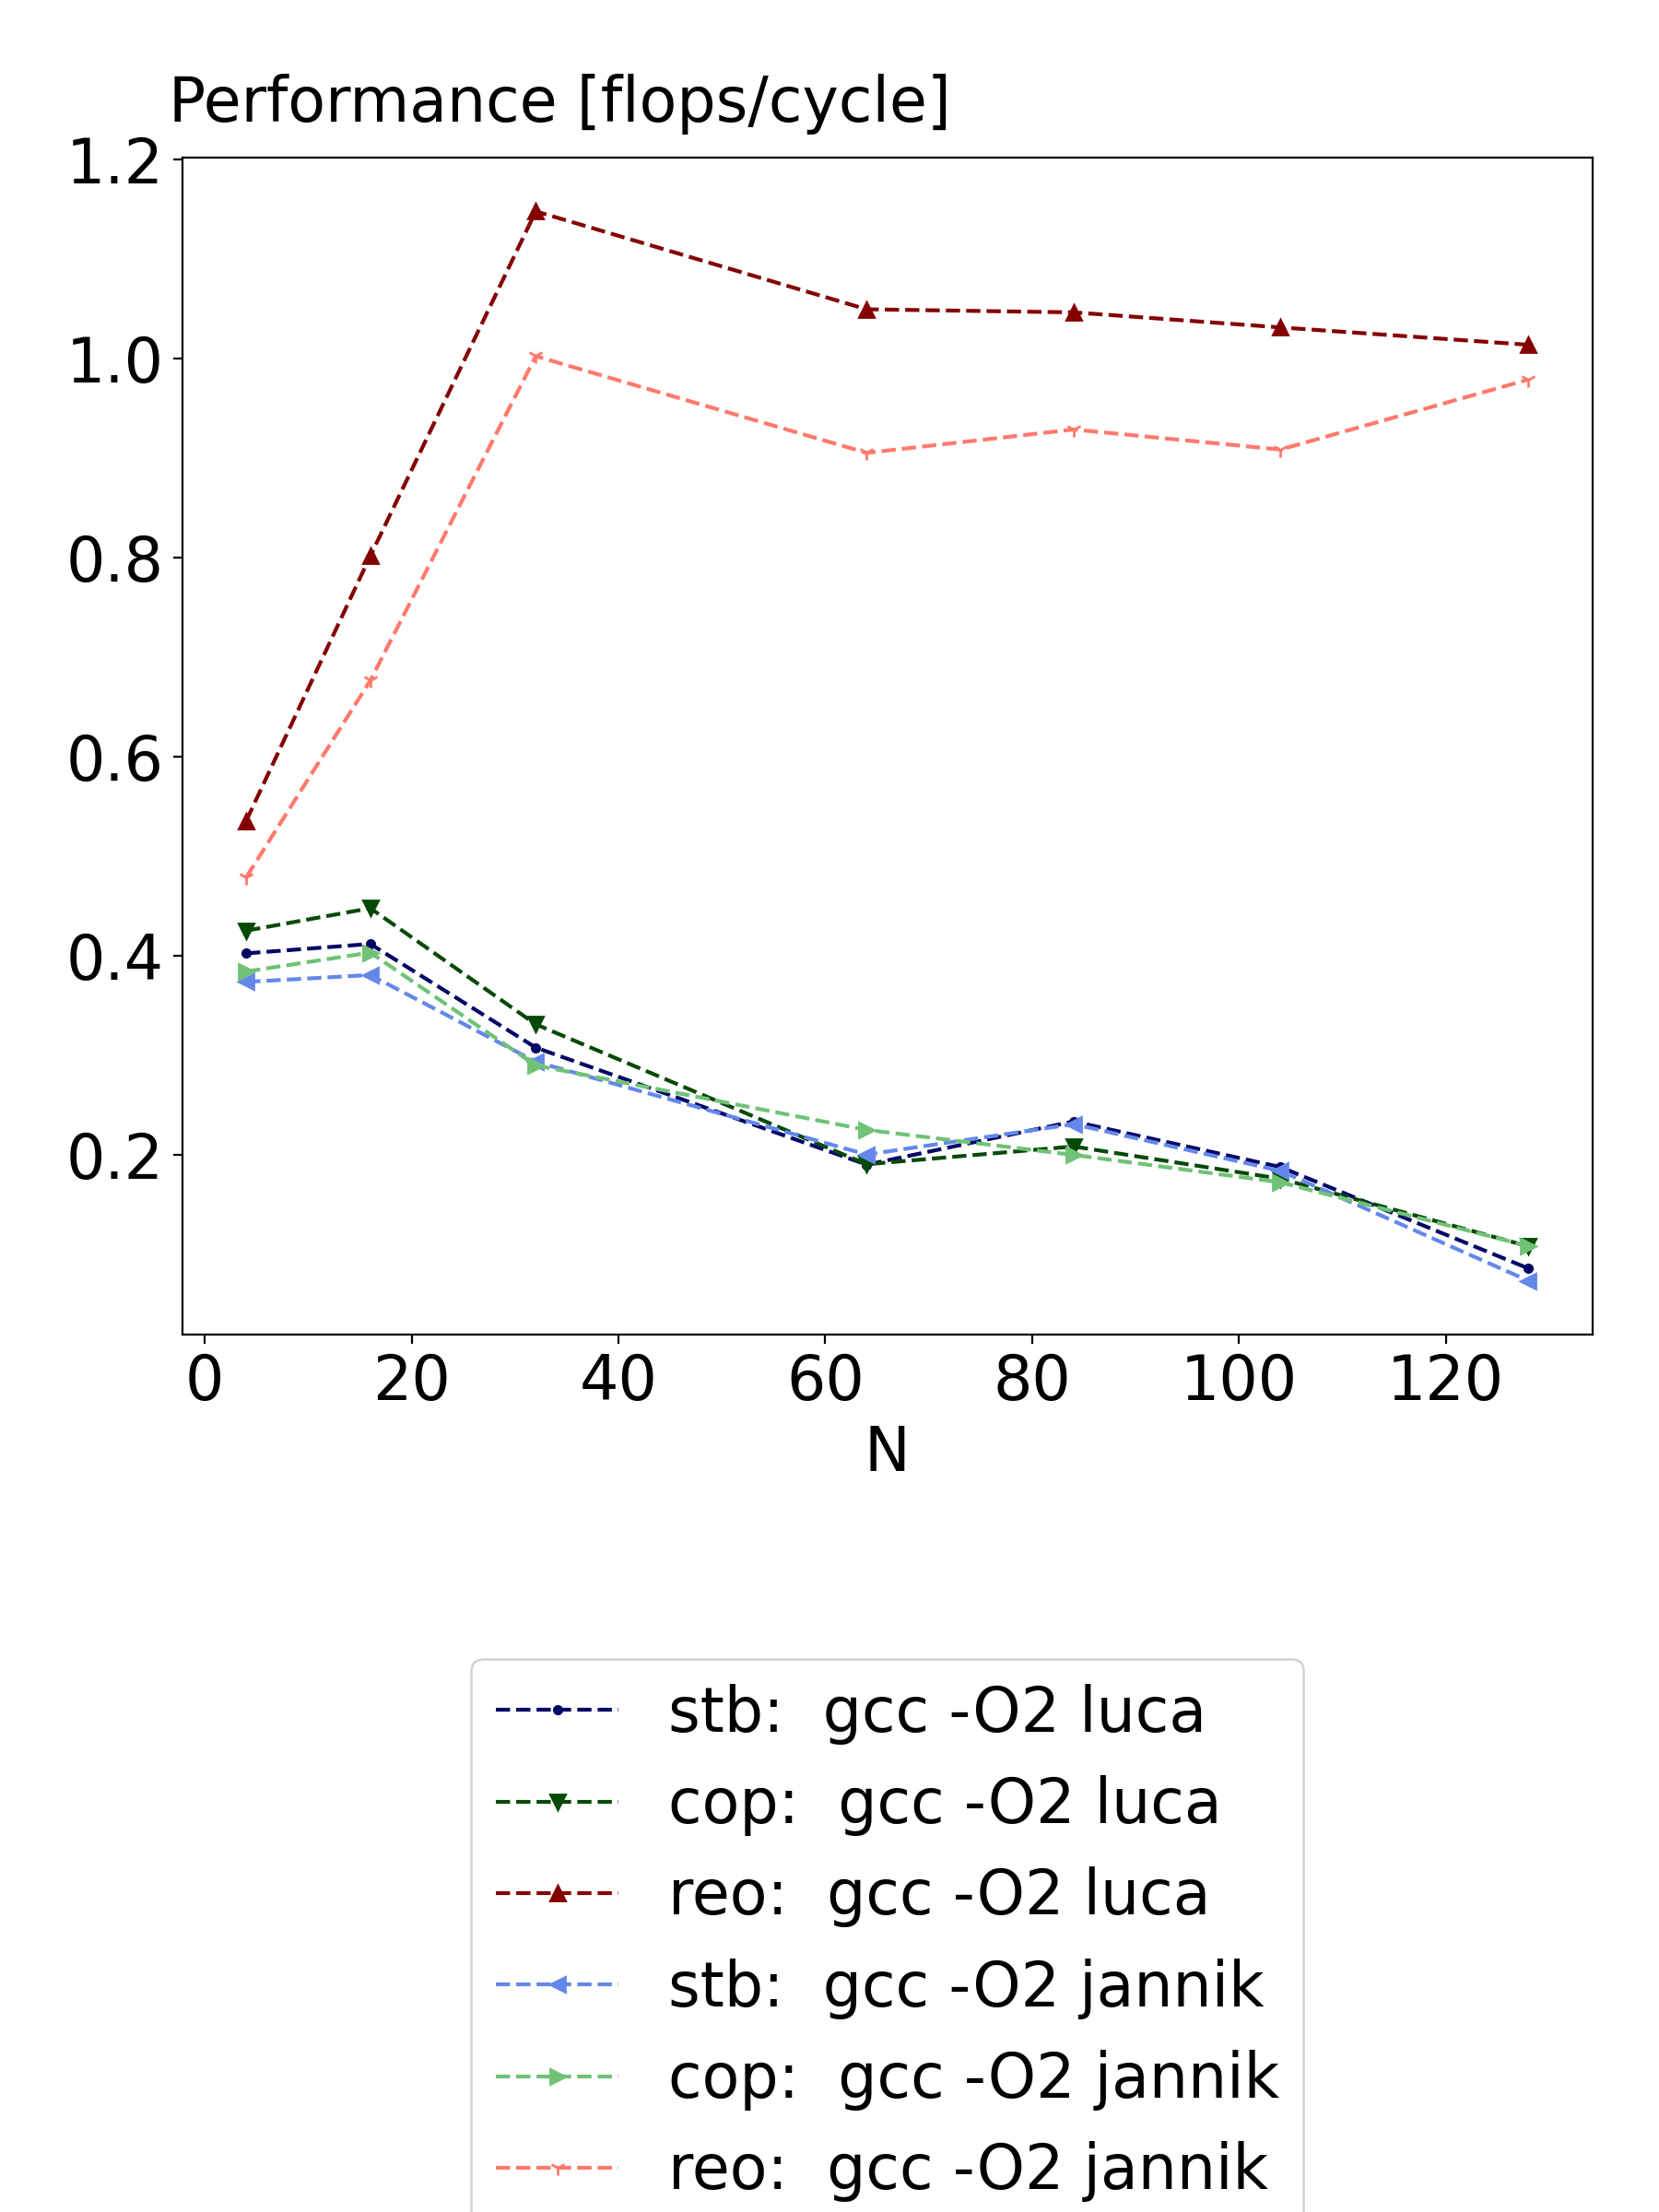 Performance [flops/cycle]
1.2
1.0
0.8
0.6
0.4
0.2
0 20 40 60 80 100 120
N
stb: gcc -O2 luca
cop: gcc -O2 luca
reo: gcc -O2 luca
stb: gcc -O2 jannik
cop: gcc -O2 jannik
reo: gcc -O2 jannik